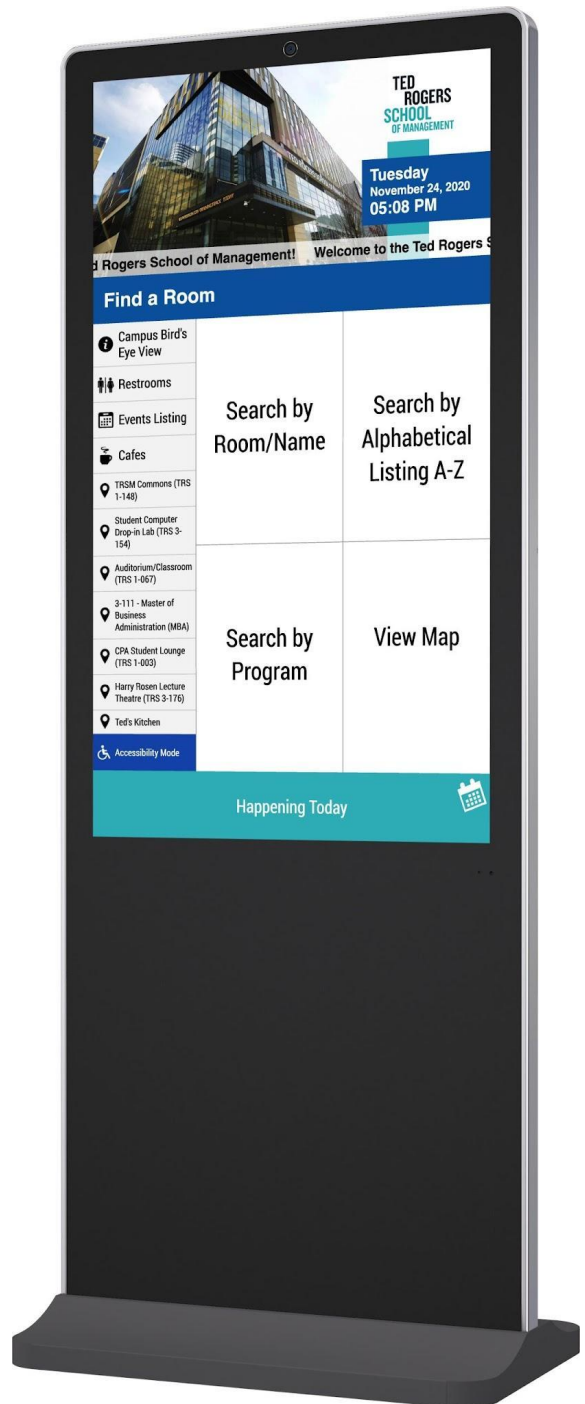 TED
ROGERS
SCHOOL
OF MANAGEMENT
Tuesday
November 24, 2020
05:08 PM
d Rogers School of Management! Welcome to the Ted Rogers S
Find a Room
Campus Bird's
Eye View
Restrooms
Events Listing
Cafes
TRSM Commons (TRS
1-148)
Student Computer
Drop-in Lab (TRS 3-
154)
Auditorium/Classroom
(TRS 1-067)
3-111 - Master of
Business
Administration (MBA)
CPA Student Lounge
(TRS 1-003)
Harry Rosen Lecture
Theatre (TRS 3-176)
Ted's Kitchen
Accessibility Mode
Search by
Room/Name
Search by
Alphabetical
Listing A-Z
Search by
Program
View Map
Happening Today